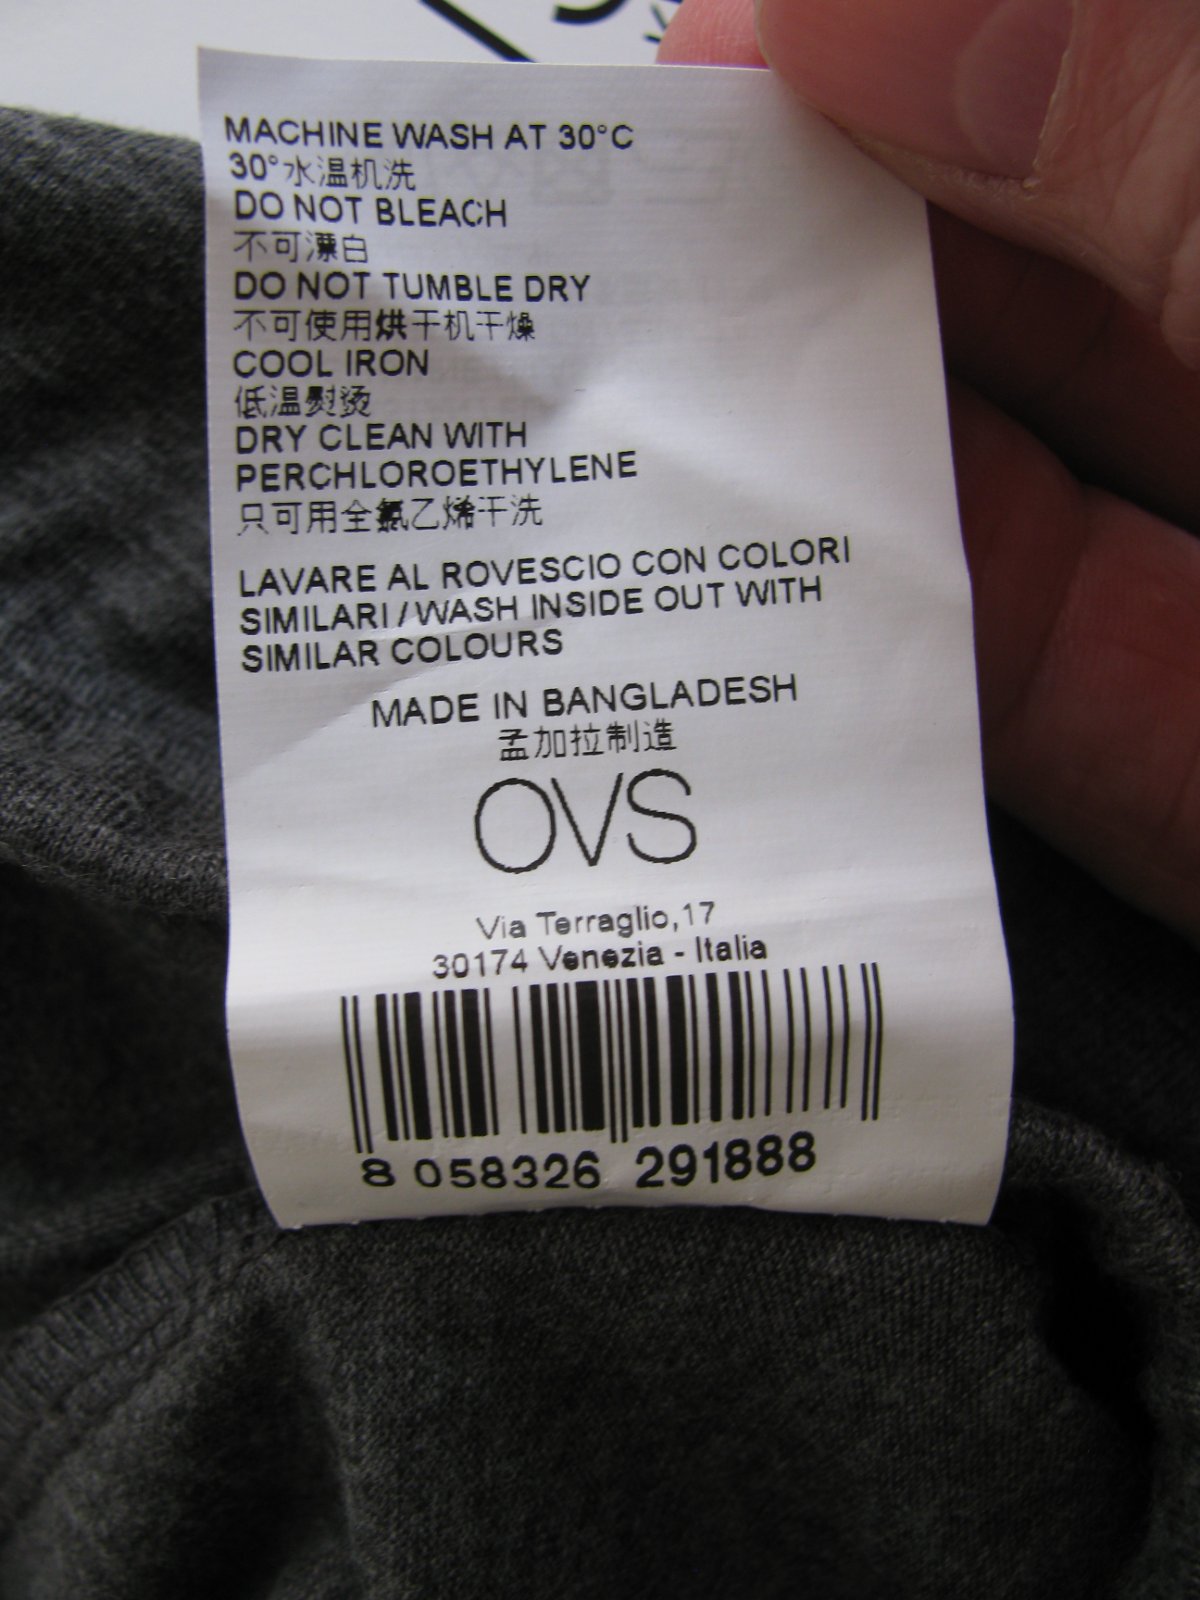 MACHINE WASH AT 30°C
30°水温机洗
DO NOT BLEACH
不可漂白
DO NOT TUMBLE DRY
不可使用烘干机干燥
COOL IRON
低温熨烫
DRY CLEAN WITH
PERCHLOROETHYLENE
只可用全氯乙烯干洗
LAVARE AL ROVESCIO CON COLORI
SIMILARI / WASH INSIDE OUT WITH
SIMILAR COLOURS
MADE IN BANGLADESH
孟加拉制造
OVS
Via Terraglio,17
30174 Venezia - Italia
8 058326 291888